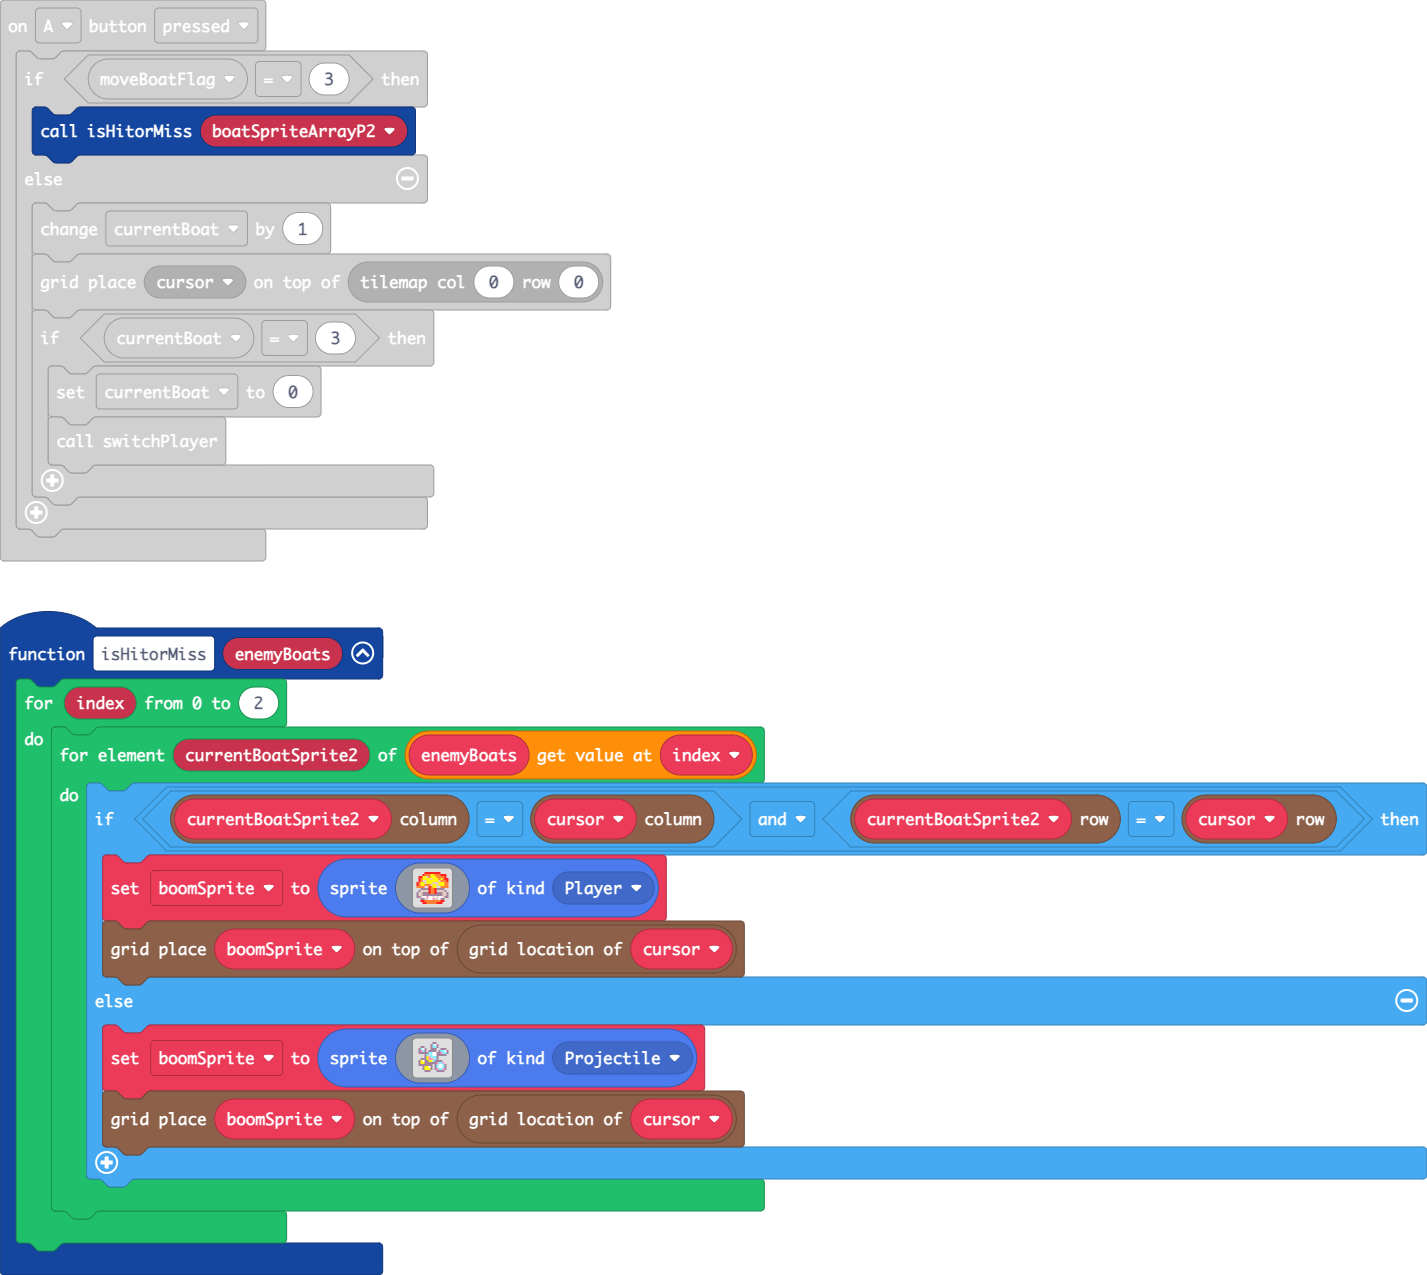 on A button pressed
if moveBoatFlag = 3 then
call isHitorMiss boatSpriteArrayP2
else
change currentBoat by 1
grid place cursor on top of tilemap col 0 row 0
if currentBoat = 3 then
set currentBoat to 0
call switchPlayer
function isHitorMiss enemyBoats
for index from 0 to 2
do
for element currentBoatSprite2 of enemyBoats get value at index
do
if currentBoatSprite2 column = cursor column and currentBoatSprite2 row = cursor row then
set boomSprite to sprite of kind Player
grid place boomSprite on top of grid location of cursor
else
set boomSprite to sprite of kind Projectile
grid place boomSprite on top of grid location of cursor